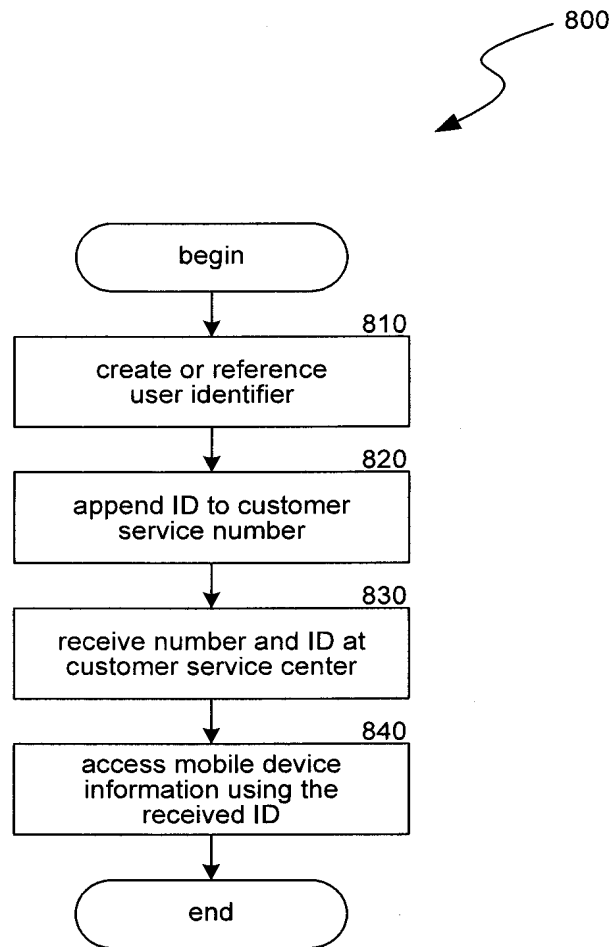 800
begin
810
create or reference
user identifier
820
append ID to customer
service number
830
receive number and ID at
customer service center
840
access mobile device
information using the
received ID
end